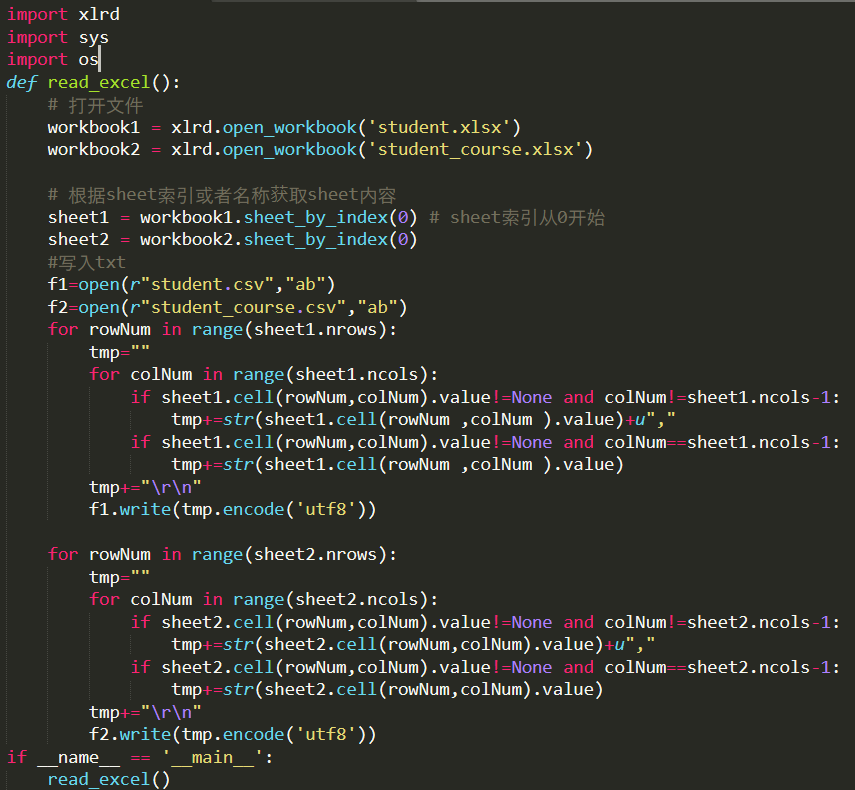 import xlrd
import sys
import os
def read_excel():
    # 打开文件
    workbook1 = xlrd.open_workbook('student.xlsx')
    workbook2 = xlrd.open_workbook('student_course.xlsx')
    # 根据sheet索引或者名称获取sheet内容
    sheet1 = workbook1.sheet_by_index(0) # sheet索引从0开始
    sheet2 = workbook2.sheet_by_index(0)
    #写入txt
    f1=open(r"student.csv","ab")
    f2=open(r"student_course.csv","ab")
    for rowNum in range(sheet1.nrows):
        tmp=""
        for colNum in range(sheet1.ncols):
            if sheet1.cell(rowNum,colNum).value!=None and colNum!=sheet1.ncols-1:
                tmp+=str(sheet1.cell(rowNum ,colNum ).value)+u","
            if sheet1.cell(rowNum,colNum).value!=None and colNum==sheet1.ncols-1:
                tmp+=str(sheet1.cell(rowNum ,colNum ).value)
        tmp+="\r\n"
        f1.write(tmp.encode('utf8'))
    for rowNum in range(sheet2.nrows):
        tmp=""
        for colNum in range(sheet2.ncols):
            if sheet2.cell(rowNum,colNum).value!=None and colNum!=sheet2.ncols-1:
                tmp+=str(sheet2.cell(rowNum,colNum).value)+u","
            if sheet2.cell(rowNum,colNum).value!=None and colNum==sheet2.ncols-1:
                tmp+=str(sheet2.cell(rowNum,colNum).value)
        tmp+="\r\n"
        f2.write(tmp.encode('utf8'))
if __name__ == '__main__':
    read_excel()